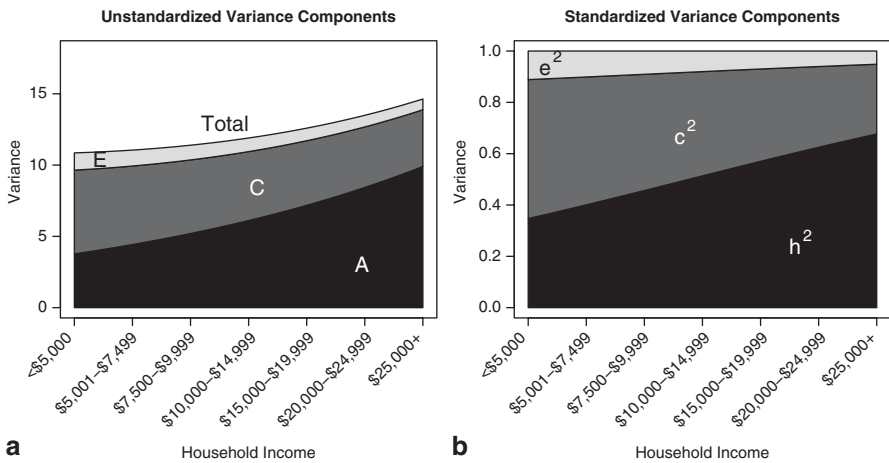 Unstandardized Variance Components
Variance
15
10
5
0
Total
E
C
A
<$5,000
$5,001–$7,499
$7,500–$9,999
$10,000–$14,999
$15,000–$19,999
$20,000–$24,999
$25,000+
a
Household Income
Standardized Variance Components
Variance
1.0
0.8
0.6
0.4
0.2
0.0
e²
c²
h²
<$5,000
$5,001–$7,499
$7,500–$9,999
$10,000–$14,999
$15,000–$19,999
$20,000–$24,999
$25,000+
b
Household Income